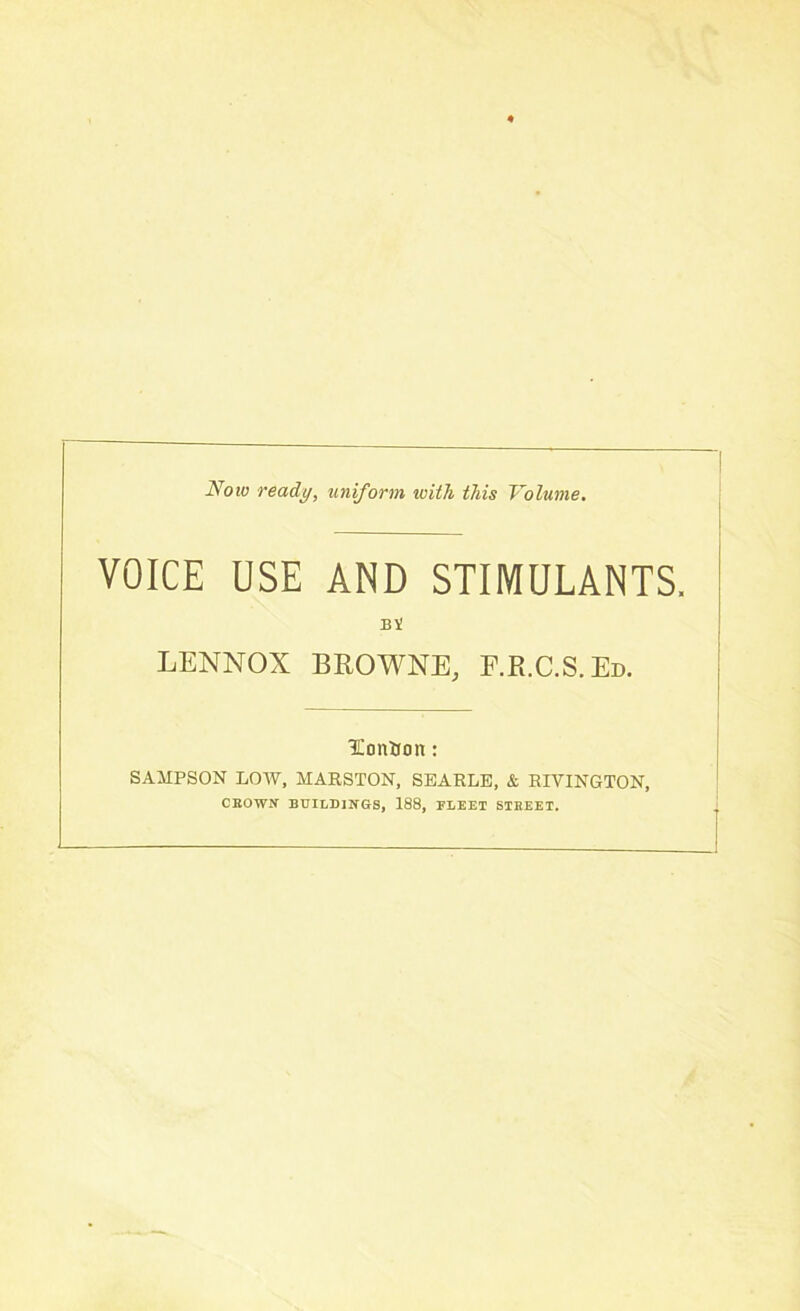 Now ready, uniform with this Volume.
VOICE USE AND STIMULANTS.
BY
LENNOX BROWNE, F.R.C.S. Ed.
London:
SAMPSON LOW, MARSTON, SEARLE, & RIVINGTON,
CROWN BUILDINGS, 188, FLEET STREET.